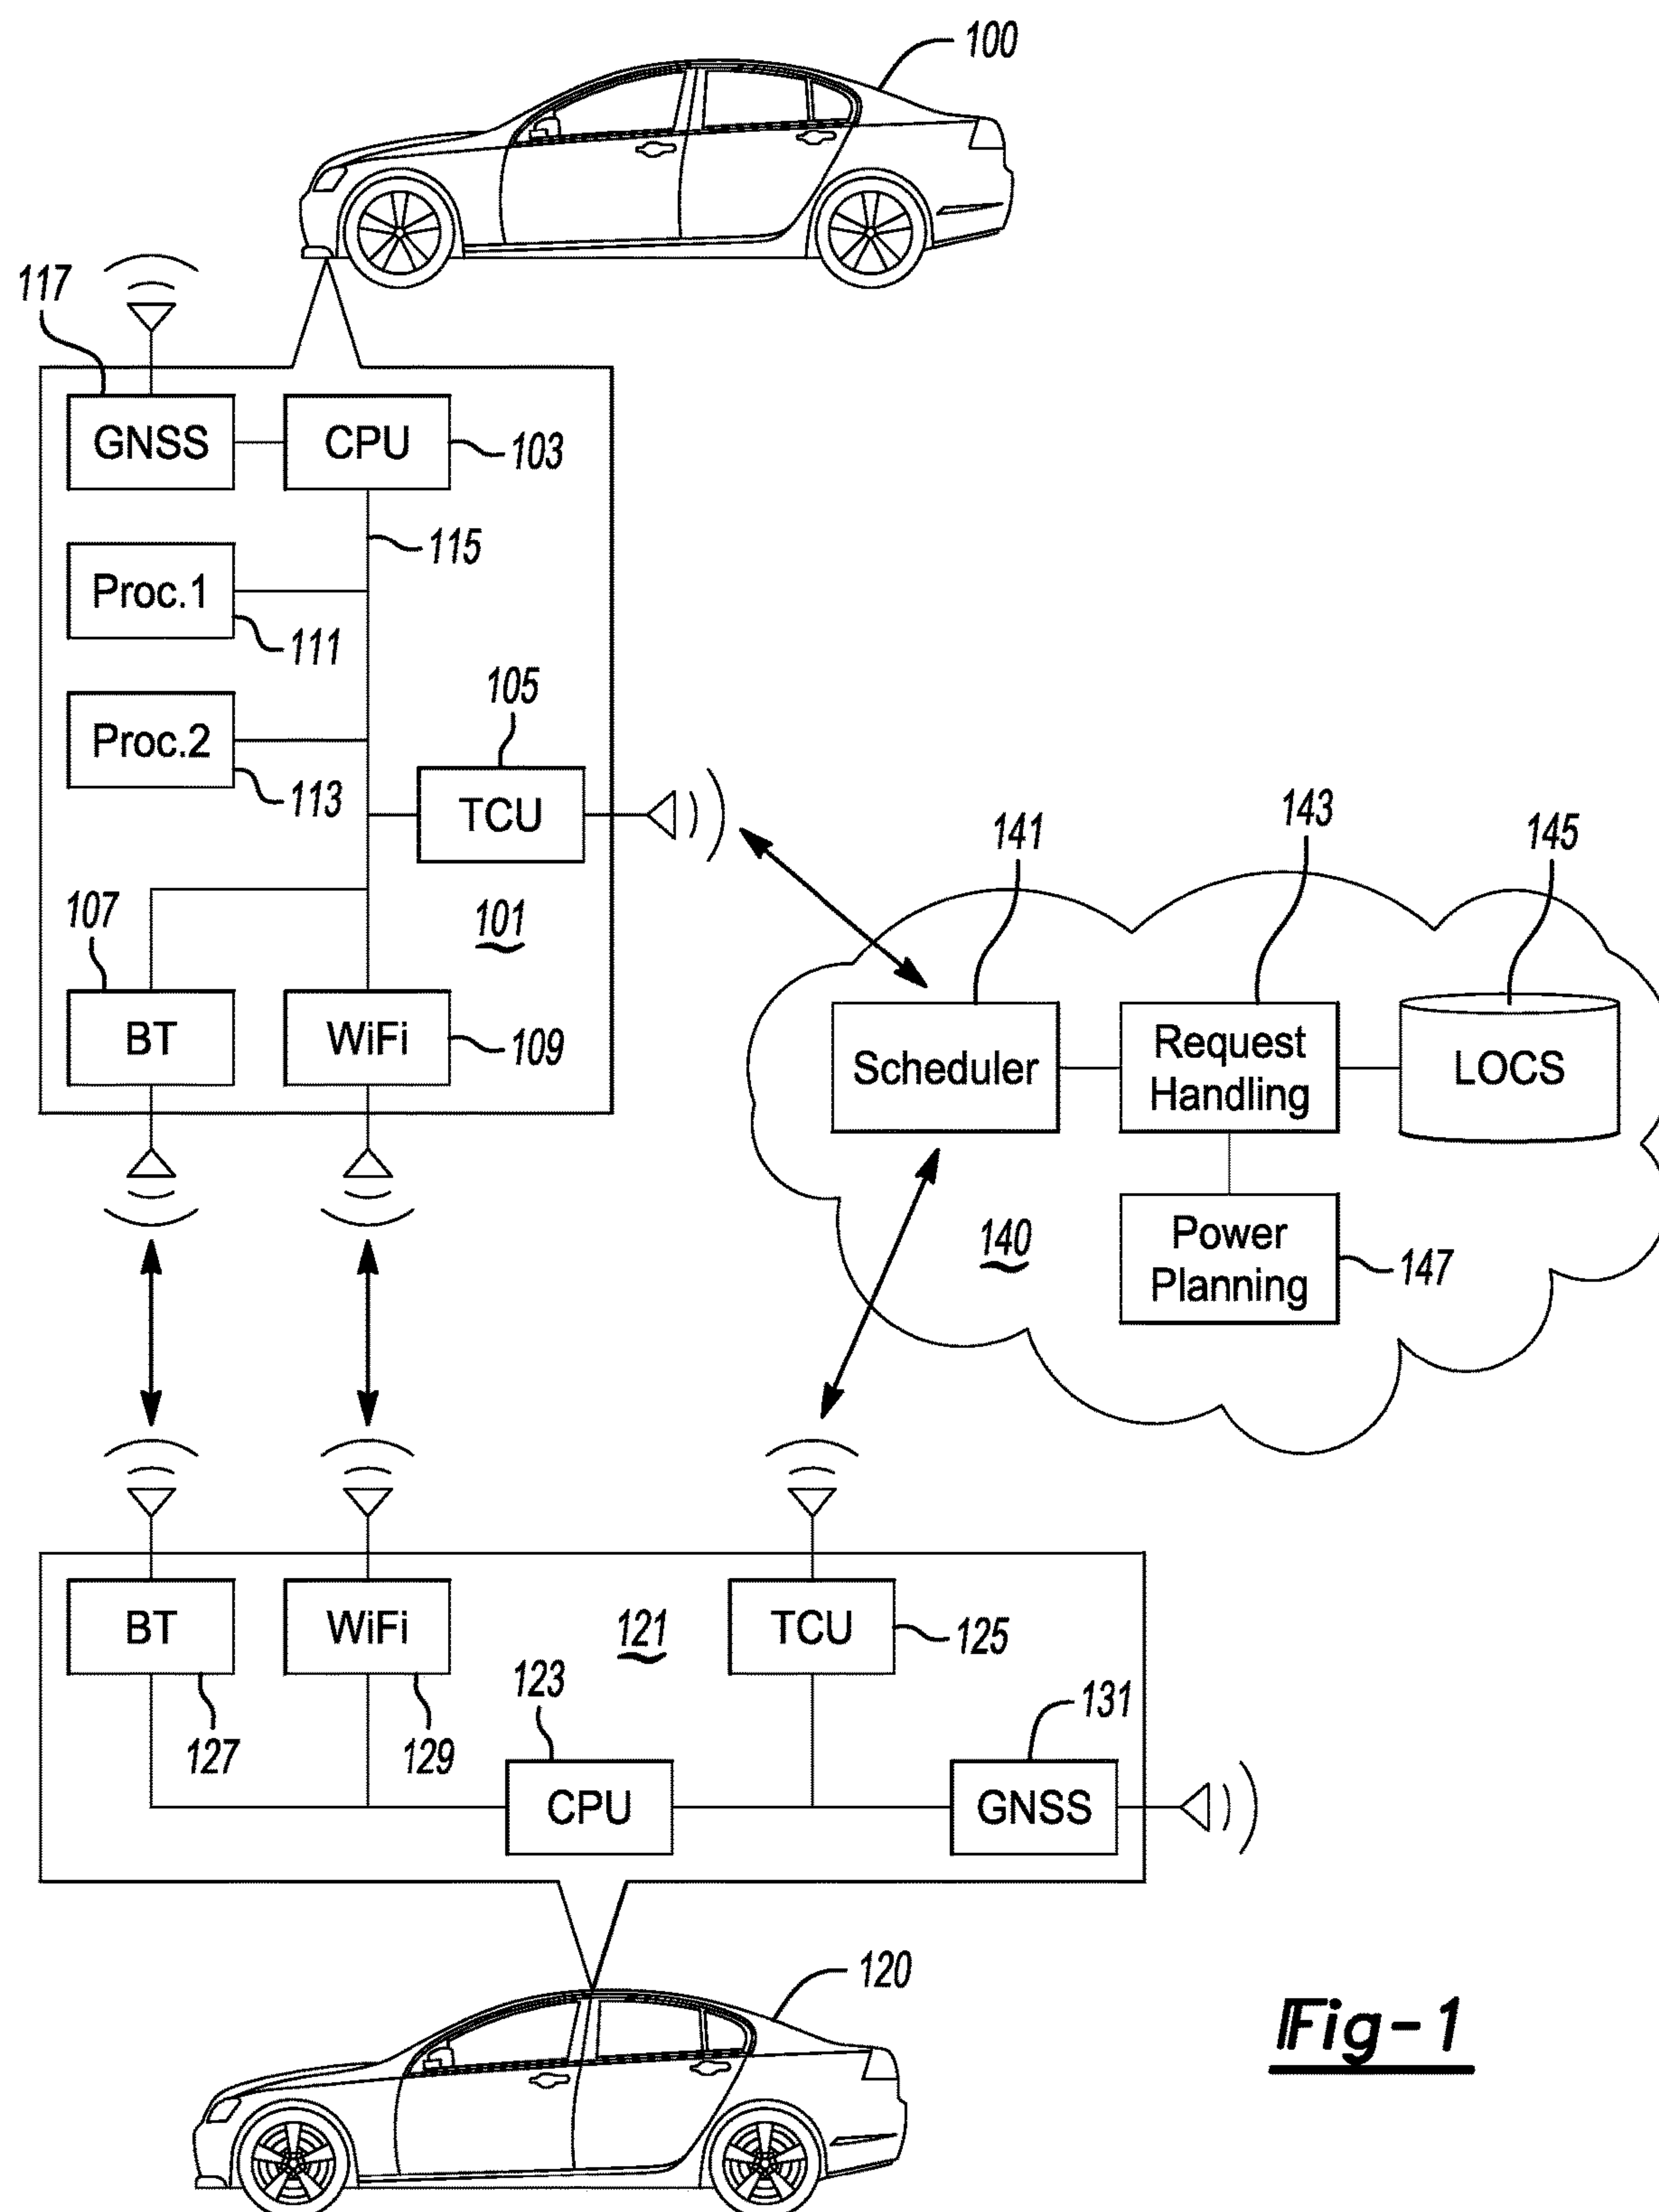 100
117
GNSS
CPU
103
115
Proc.1
111
105
Proc.2
113
TCU
141
143
145
107
101
BT
WiFi
109
Scheduler
Request
Handling
LOCS
140
Power
Planning
147
BT
WiFi
121
TCU
125
123
131
127
129
CPU
GNSS
120
Fig-1